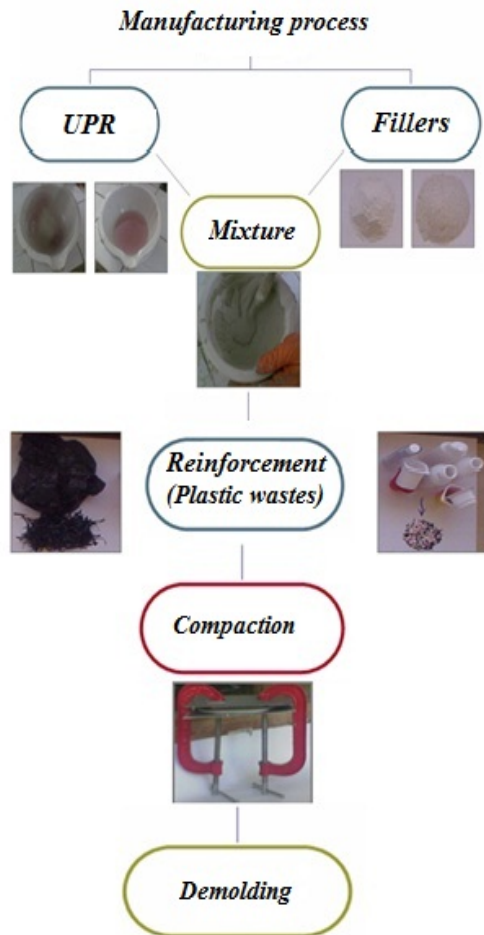 Manufacturing process
UPR
Fillers
Mixture
Reinforcement
(Plastic wastes)
Compaction
Demolding